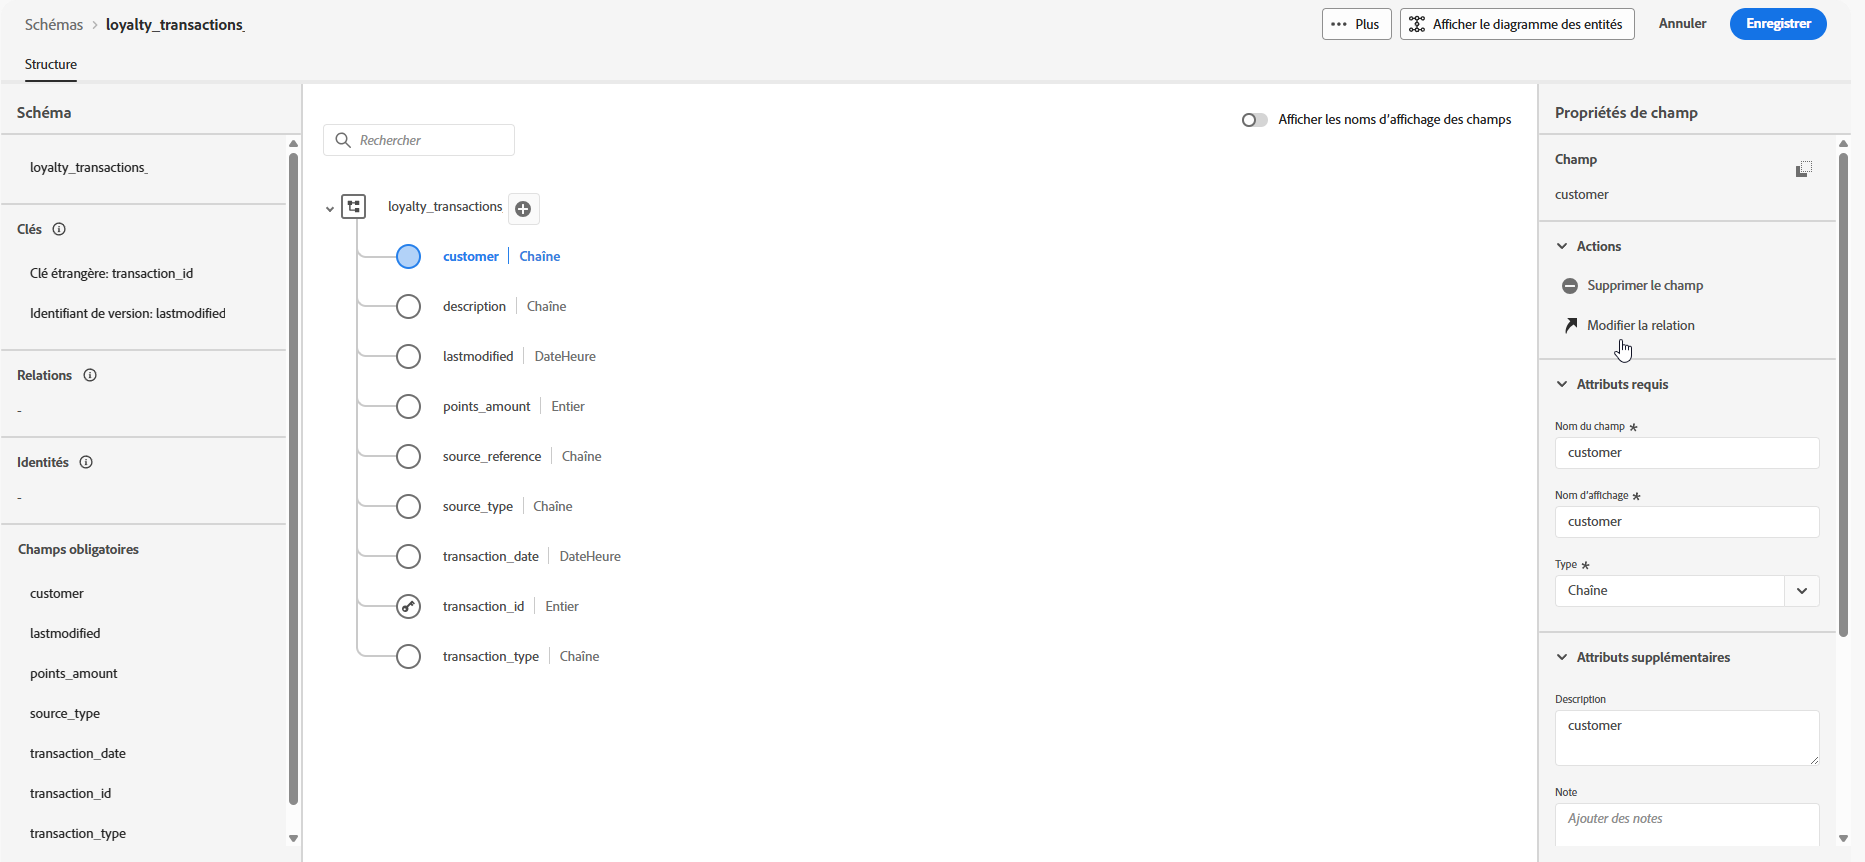 Schémas > loyalty_transactions_
Plus
Afficher le diagramme des entités
Annuler
Enregistrer
Structure
Schéma
loyalty_transactions_
Clés
Clé étrangère: transaction_id
Identifiant de version: lastmodified
Relations
-
Identités
-
Champs obligatoires
customer
lastmodified
points_amount
source_type
transaction_date
transaction_id
transaction_type
Afficher les noms d'affichage des champs
Rechercher
loyalty_transactions
customer | Chaîne
description | Chaîne
lastmodified | DateHeure
points_amount | Entier
source_reference | Chaîne
source_type | Chaîne
transaction_date | DateHeure
transaction_id | Entier
transaction_type | Chaîne
Propriétés de champ
Champ
customer
Actions
Supprimer le champ
Modifier la relation
Attributs requis
Nom du champ *
customer
Nom d'affichage *
customer
Type *
Chaîne
Attributs supplémentaires
Description
customer
Note
Ajouter des notes